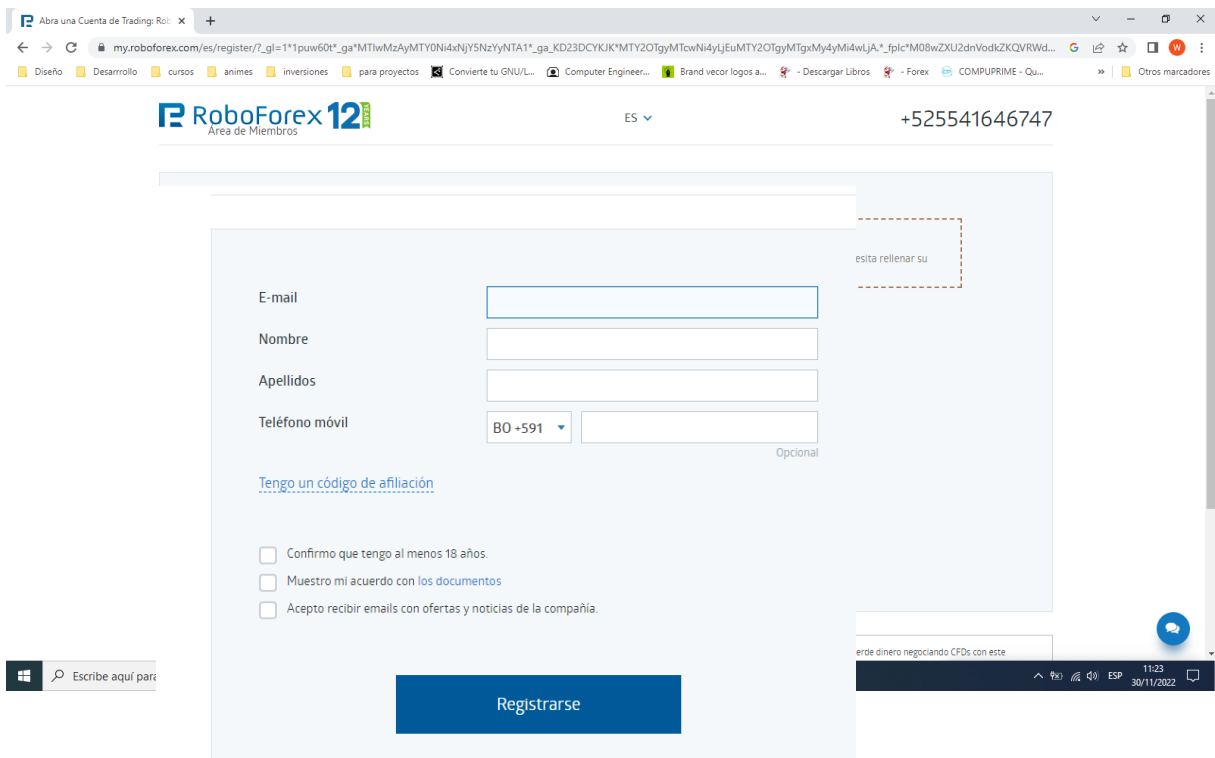 Abra una Cuenta de Trading: Rob
my.roboforex.com/es/register/?_gl=1*1puw60t*_ga*MTIwMzAyMTY0Ni4xNjY5NzYyNTA1*_ga_KD23DCYKJK*MTY2OTgyMTcwNi4yLjEuMTY2OTgyMTgxMy4yMi4wLjA.*_fplc*M08wZXU2dnVodkZKQVRWd...
Diseño Desarrrollo cursos animes inversiones para proyectos Convierte tu GNU/L... Computer Engineer... Brand vecor logos a... - Descargar Libros - Forex COMPUPRIME - Qu... » Otros marcadores
RoboForex 12 YEARS
Área de Miembros
ES
+525541646747
esita rellenar su
E-mail
Nombre
Apellidos
Teléfono móvil
BO +591
Opcional
Tengo un código de afiliación
Confirmo que tengo al menos 18 años.
Muestro mi acuerdo con los documentos
Acepto recibir emails con ofertas y noticias de la compañía.
erde dinero negociando CFDs con este
Registrarse
Escribe aquí para
ESP
11:23
30/11/2022